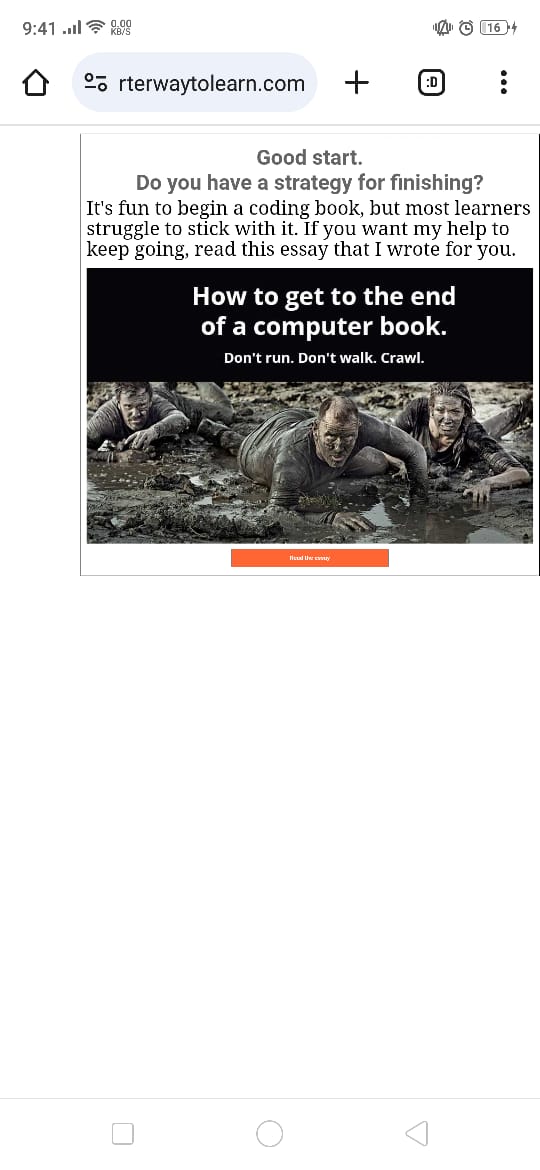 9:41
0.00
KB/S
16
rterwaytolearn.com
:D
Good start.
Do you have a strategy for finishing?
It's fun to begin a coding book, but most learners
struggle to stick with it. If you want my help to
keep going, read this essay that I wrote for you.
How to get to the end
of a computer book.
Don't run. Don't walk. Crawl.
Read the essay